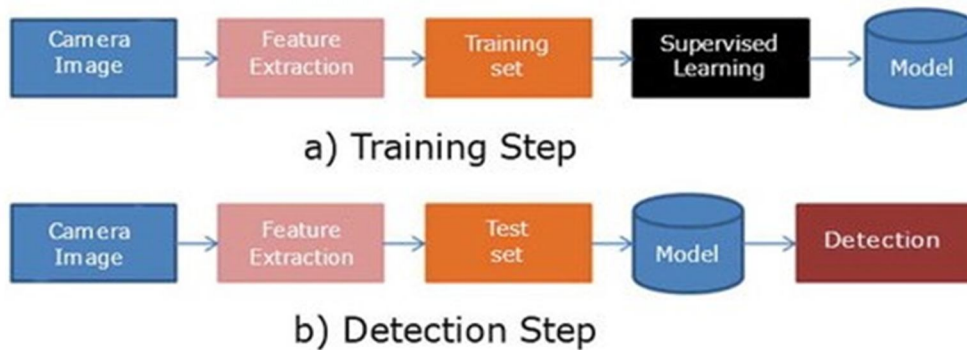 Camera
Image
Feature
Extraction
Training
set
Supervised
Learning
Model
a) Training Step
Camera
Image
Feature
Extraction
Test
set
Model
Detection
b) Detection Step